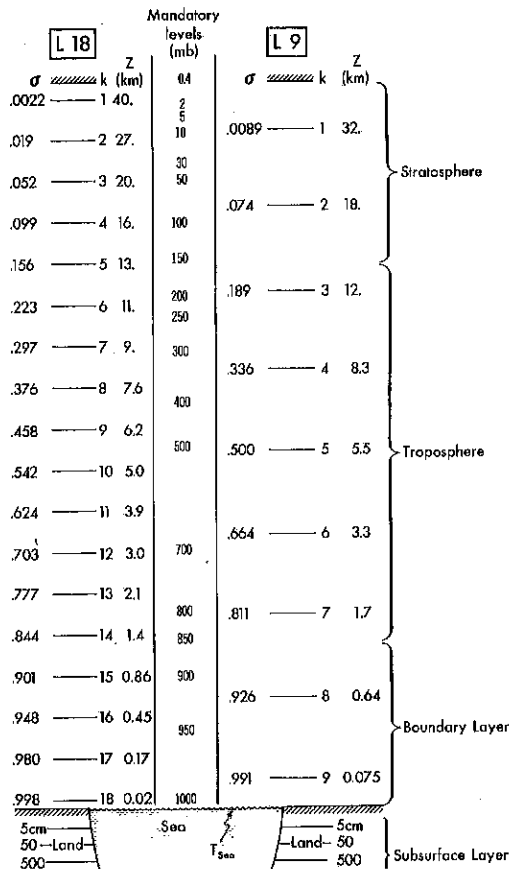 Mandatory levels (mb)
L 18
L 9
σ k Z (km)
σ k Z (km)
0.4
.0022 1 40.
2
5
.0089 1 32.
.019 2 27.
10
30
.052 3 20.
50
.074 2 18.
Stratosphere
.099 4 16.
100
.156 5 13.
150
.189 3 12.
.223 6 11.
200
250
.297 7 9.
300
.336 4 8.3
.376 8 7.6
400
.458 9 6.2
500
.500 5 5.5
Troposphere
.542 10 5.0
.624 11 3.9
.664 6 3.3
.703 12 3.0
700
.777 13 2.1
800
.811 7 1.7
.844 14 1.4
850
.901 15 0.86
900
.926 8 0.64
.948 16 0.45
950
Boundary Layer
.980 17 0.17
.991 9 0.075
.998 18 0.02
1000
5cm
Sea
5cm
50 Land
T Sea
Land 50
500
500
Subsurface Layer